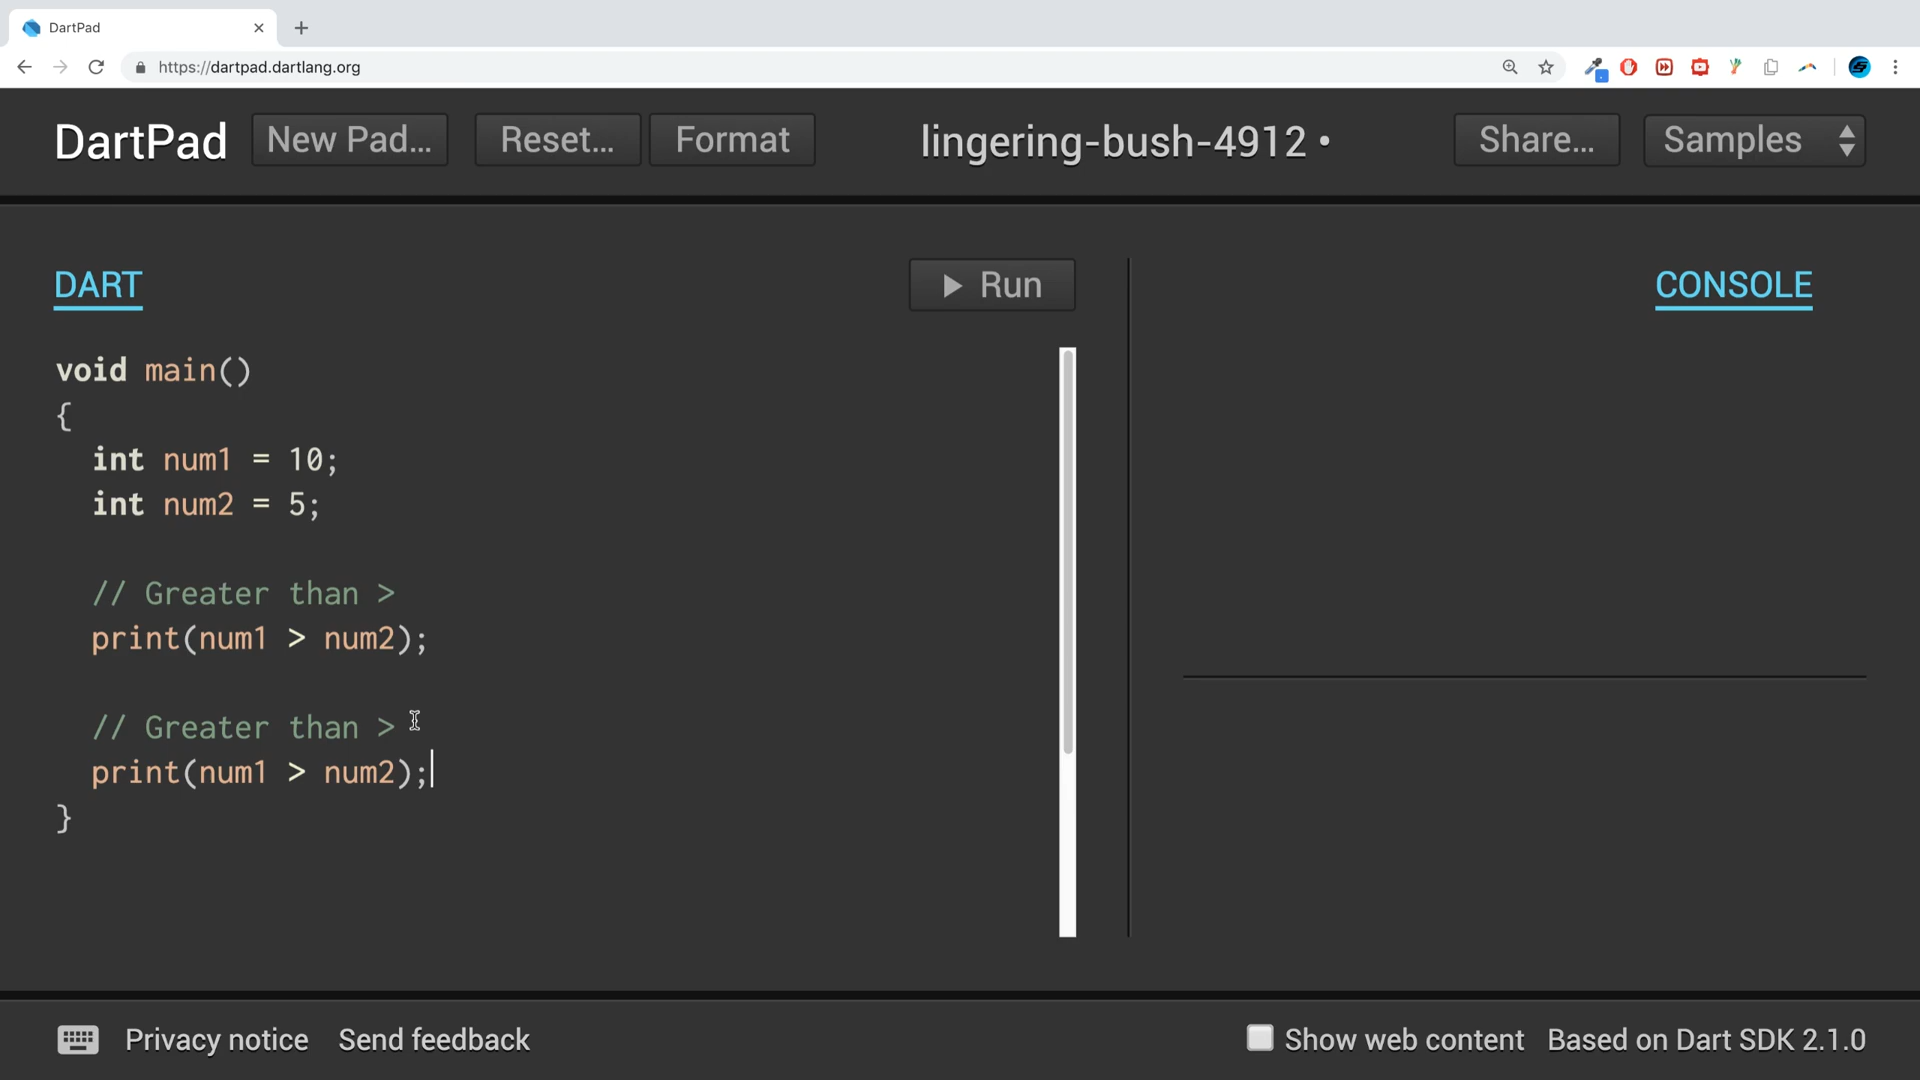 DartPad
https://dartpad.dartlang.org
DartPad New Pad... Reset... Format lingering-bush-4912 • Share... Samples
DART Run CONSOLE
void main()
{
  int num1 = 10;
  int num2 = 5;
  // Greater than >
  print(num1 > num2);
  // Greater than >
  print(num1 > num2);
}
Privacy notice Send feedback Show web content Based on Dart SDK 2.1.0